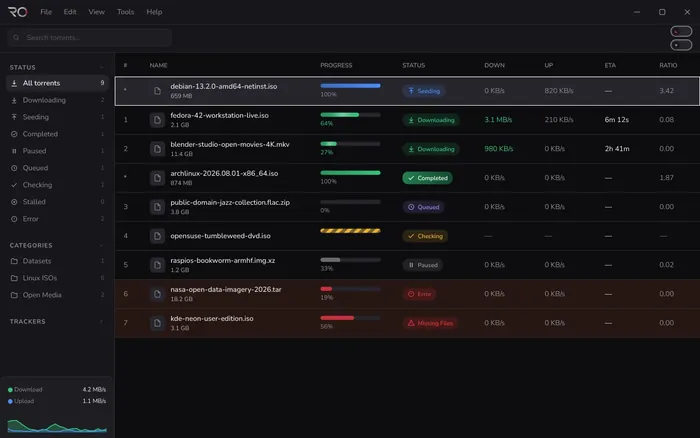 RO File Edit View Tools Help
Search torrents...
STATUS
All torrents 9
Downloading 2
Seeding 1
Completed 1
Paused 1
Queued 1
Checking 1
Stalled 0
Error 2
CATEGORIES
Datasets 1
Linux ISOs 6
Open Media 2
TRACKERS
Download 4.2 MB/s
Upload 1.1 MB/s
# NAME PROGRESS STATUS DOWN UP ETA RATIO
* debian-13.2.0-amd64-netinst.iso
659 MB 100% Seeding 0 KB/s 820 KB/s — 3.42
1 fedora-42-workstation-live.iso
2.1 GB 64% Downloading 3.1 MB/s 210 KB/s 6m 12s 0.08
2 blender-studio-open-movies-4K.mkv
11.4 GB 27% Downloading 980 KB/s 0 KB/s 2h 41m 0.00
* archlinux-2026.08.01-x86_64.iso
874 MB 100% Completed 0 KB/s 0 KB/s — 1.87
3 public-domain-jazz-collection.flac.zip
3.8 GB 0% Queued 0 KB/s 0 KB/s — 0.00
4 opensuse-tumbleweed-dvd.iso Checking — — — 0.00
5 raspios-bookworm-armhf.img.xz
1.2 GB 33% Paused 0 KB/s 0 KB/s — 0.02
6 nasa-open-data-imagery-2026.tar
18.2 GB 19% Error 0 KB/s 0 KB/s — 0.00
7 kde-neon-user-edition.iso
3.1 GB 56% Missing Files 0 KB/s 0 KB/s — 0.00